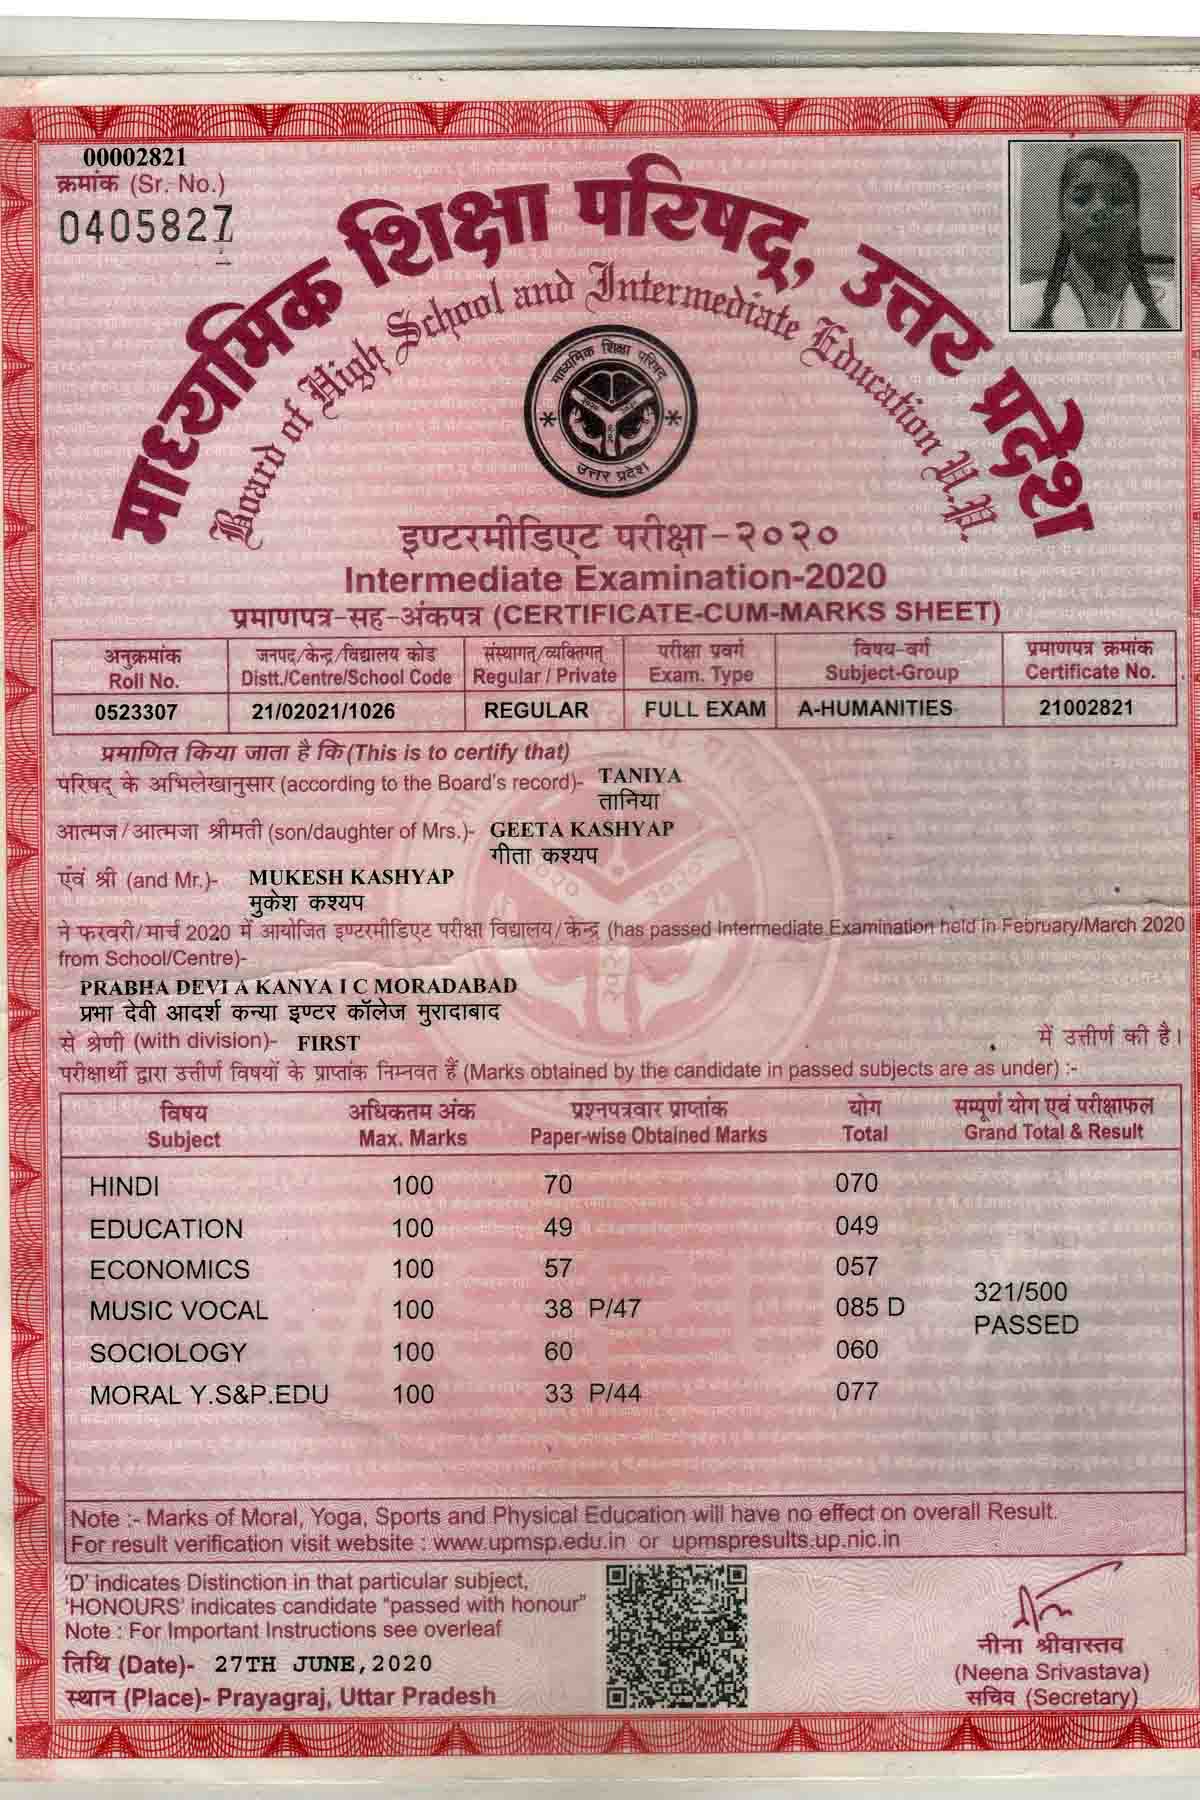 00002821
क्रमांक (Sr. No.)
0405827
माध्यमिक शिक्षा परिषद्, उत्तर प्रदेश
Board of High School and Intermediate Education U.P.
माध्यमिक शिक्षा परिषद
उत्तर प्रदेश
इण्टरमीडिएट परीक्षा-२०२०
Intermediate Examination-2020
प्रमाणपत्र-सह-अंकपत्र (CERTIFICATE-CUM-MARKS SHEET)
अनुक्रमांक जनपद/केन्द्र/विद्यालय कोड संस्थागत्/व्यक्तिगत् परीक्षा प्रवर्ग विषय-वर्ग प्रमाणपत्र क्रमांक
Roll No. Distt./Centre/School Code Regular / Private Exam. Type Subject-Group Certificate No.
0523307 21/02021/1026 REGULAR FULL EXAM A-HUMANITIES 21002821
प्रमाणित किया जाता है कि (This is to certify that)
परिषद् के अभिलेखानुसार (according to the Board's record)- TANIYA
तानिया
आत्मज/आत्मजा श्रीमती (son/daughter of Mrs.)- GEETA KASHYAP
गीता कश्यप
एंवं श्री (and Mr.)- MUKESH KASHYAP
मुकेश कश्यप
ने फरवरी/मार्च 2020 में आयोजित इण्टरमीडिएट परीक्षा विद्यालय/केन्द्र (has passed Intermediate Examination held in February/March 2020
from School/Centre)-
PRABHA DEVI A KANYA I C MORADABAD
प्रभा देवी आदर्श कन्या इण्टर कॉलेज मुरादाबाद
से श्रेणी (with division)- FIRST में उत्तीर्ण की है।
परीक्षार्थी द्वारा उत्तीर्ण विषयों के प्राप्तांक निम्नवत हैं (Marks obtained by the candidate in passed subjects are as under) :-
विषय अधिकतम अंक प्रश्नपत्रवार प्राप्तांक योग सम्पूर्ण योग एवं परीक्षाफल
Subject Max. Marks Paper-wise Obtained Marks Total Grand Total & Result
HINDI 100 70 070
EDUCATION 100 49 049
ECONOMICS 100 57 057
321/500
MUSIC VOCAL 100 38 P/47 085 D
PASSED
SOCIOLOGY 100 60 060
MORAL Y.S&P.EDU 100 33 P/44 077
Note :- Marks of Moral, Yoga, Sports and Physical Education will have no effect on overall Result.
For result verification visit website : www.upmsp.edu.in or upmspresults.up.nic.in
'D' indicates Distinction in that particular subject,
'HONOURS' indicates candidate "passed with honour"
Note : For Important Instructions see overleaf
तिथि (Date)- 27TH JUNE,2020
स्थान (Place)- Prayagraj, Uttar Pradesh
नीना श्रीवास्तव
(Neena Srivastava)
सचिव (Secretary)